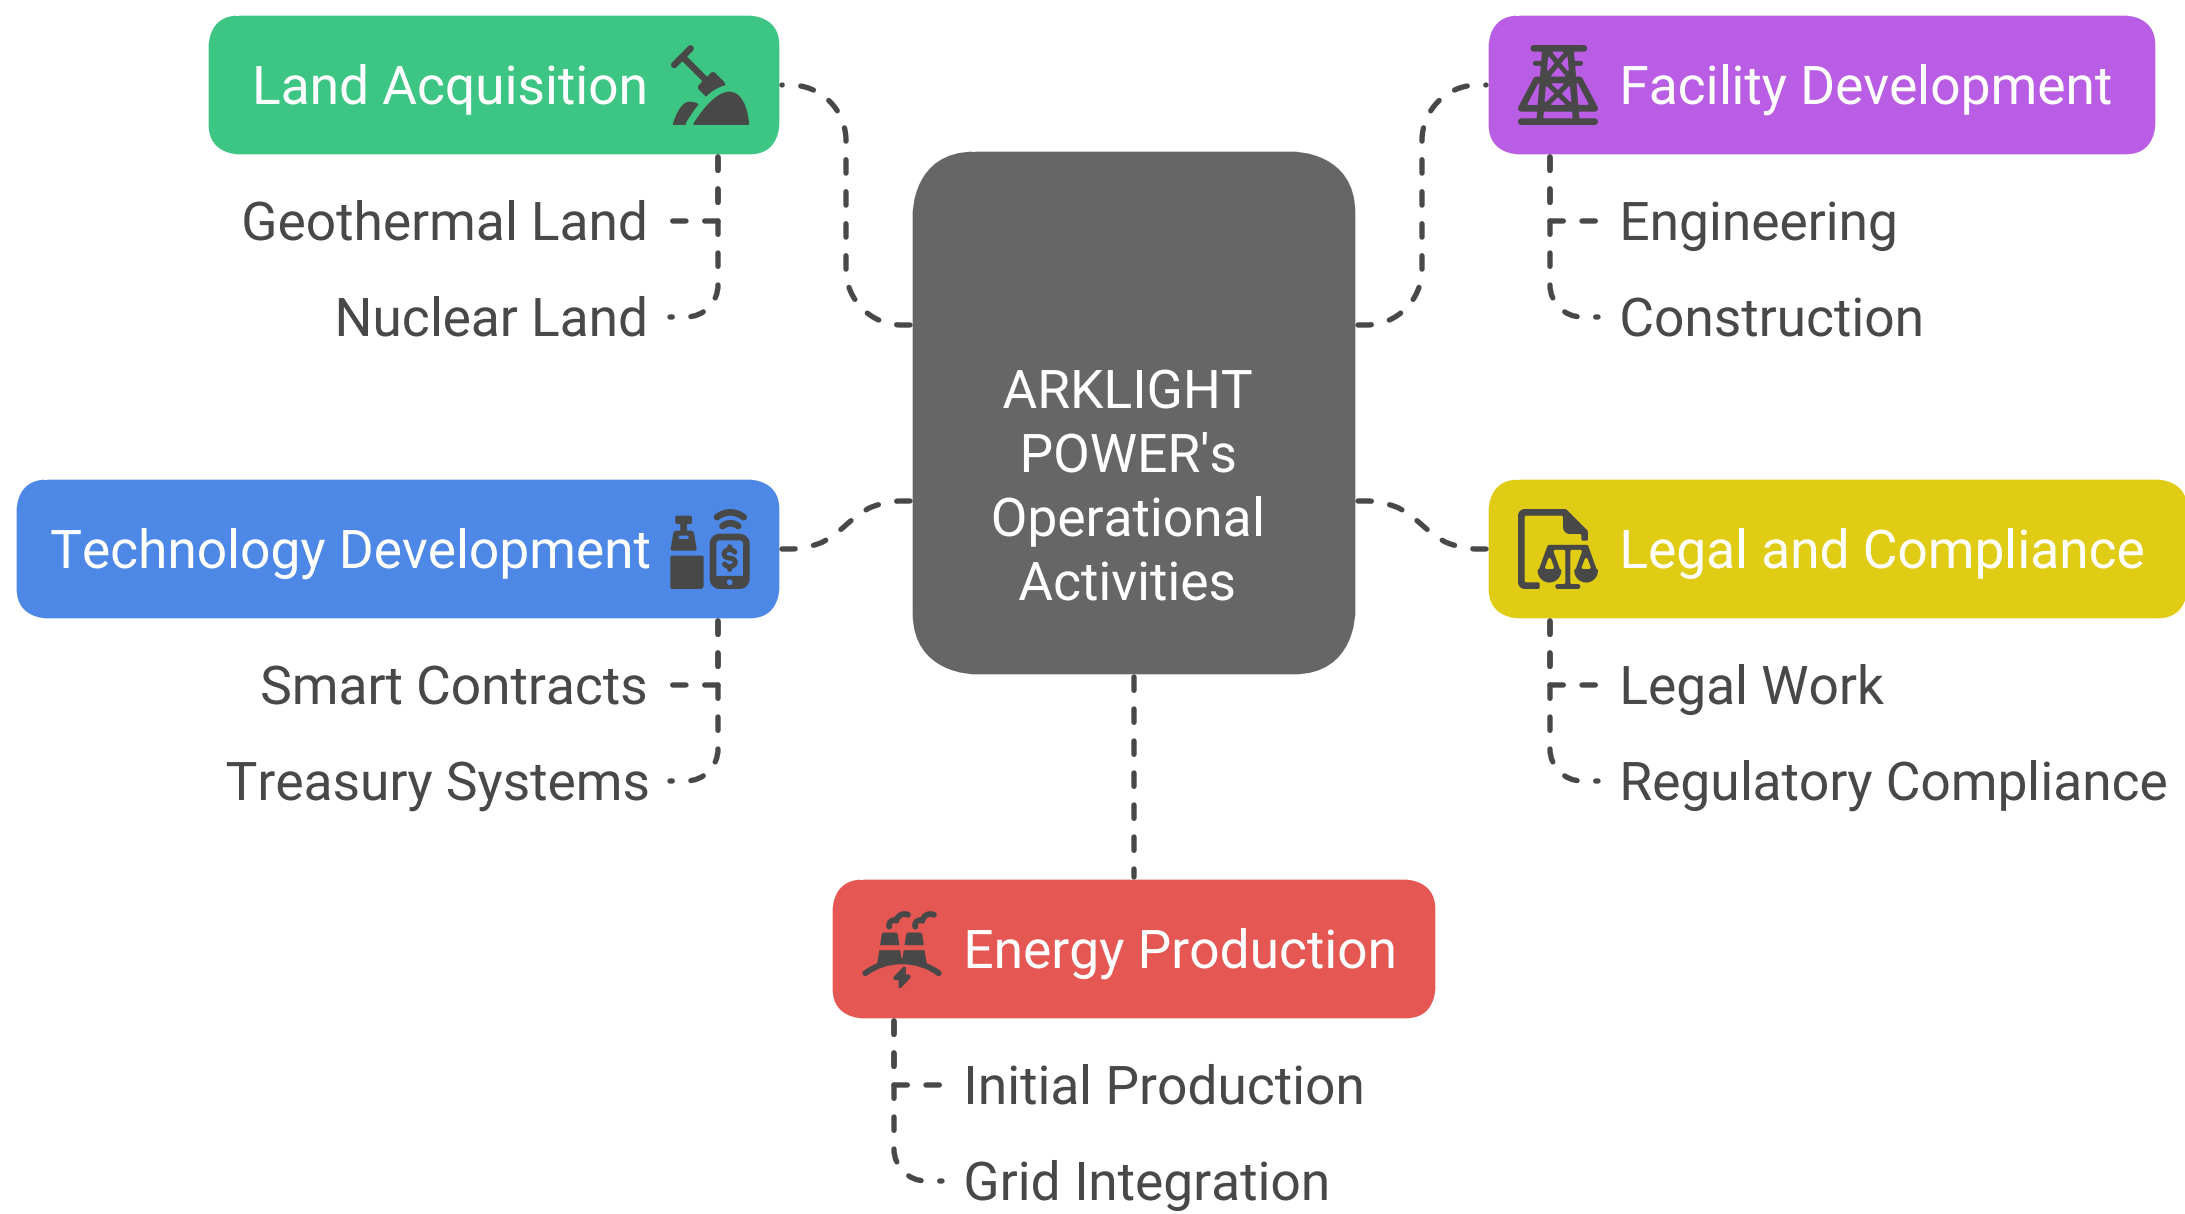 Land Acquisition
Geothermal Land
Nuclear Land
Technology Development
Smart Contracts
Treasury Systems
ARKLIGHT
POWER's
Operational
Activities
Facility Development
Engineering
Construction
Legal and Compliance
Legal Work
Regulatory Compliance
Energy Production
Initial Production
Grid Integration